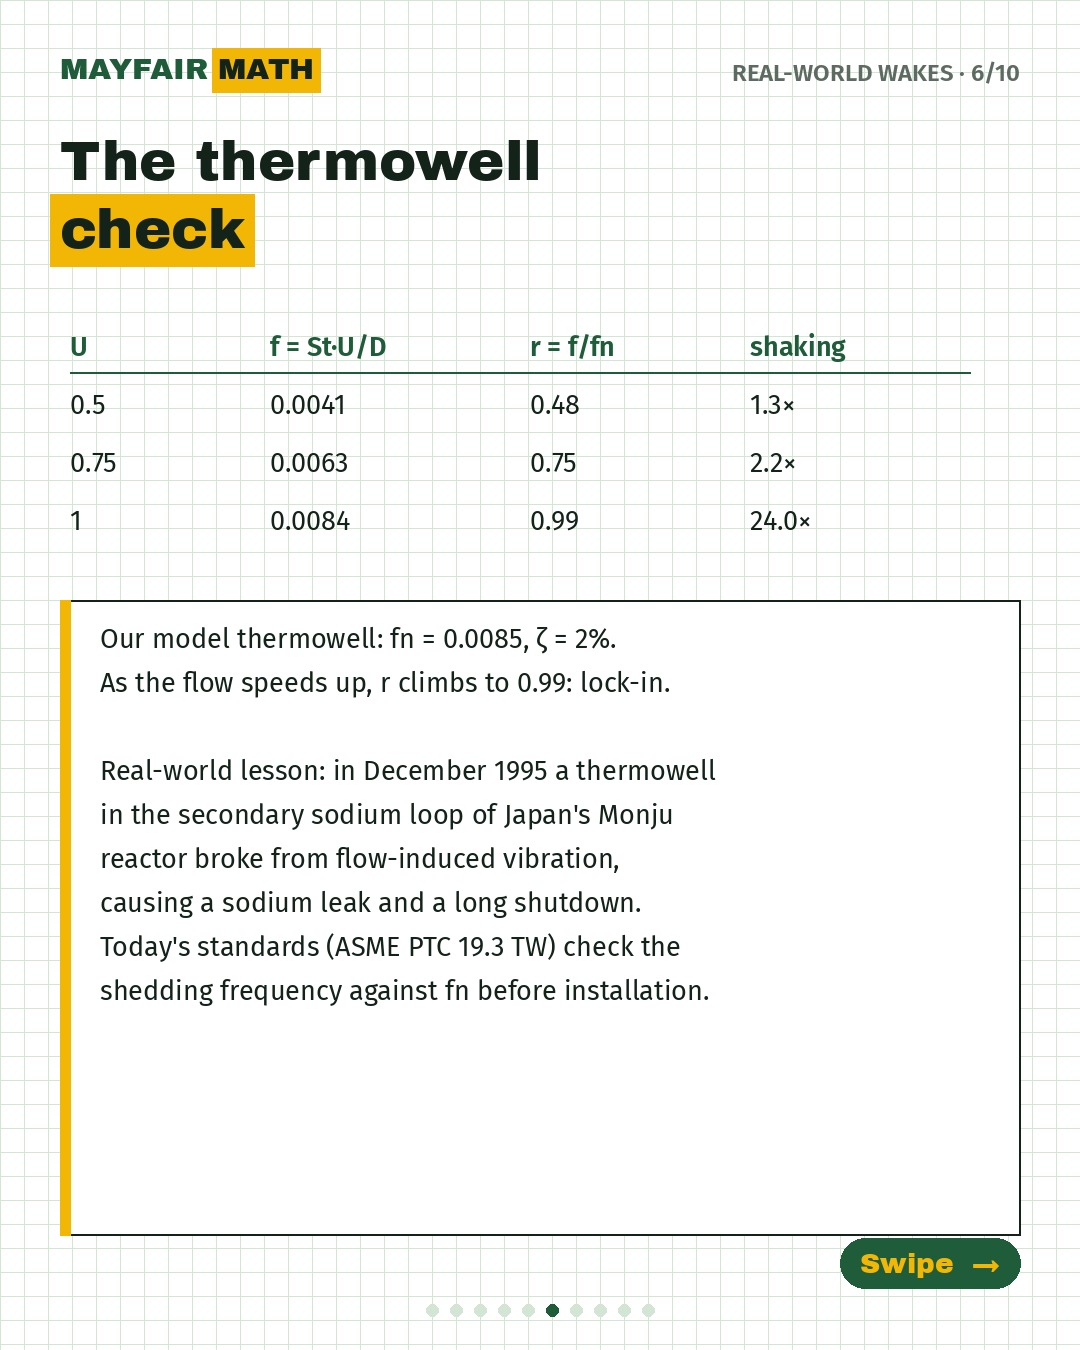 MAYFAIR MATH
REAL-WORLD WAKES · 6/10
The thermowell
check
U f = St·U/D r = f/fn shaking
0.5 0.0041 0.48 1.3×
0.75 0.0063 0.75 2.2×
1 0.0084 0.99 24.0×
Our model thermowell: fn = 0.0085, ζ = 2%.
As the flow speeds up, r climbs to 0.99: lock-in.
Real-world lesson: in December 1995 a thermowell
in the secondary sodium loop of Japan's Monju
reactor broke from flow-induced vibration,
causing a sodium leak and a long shutdown.
Today's standards (ASME PTC 19.3 TW) check the
shedding frequency against fn before installation.
Swipe →